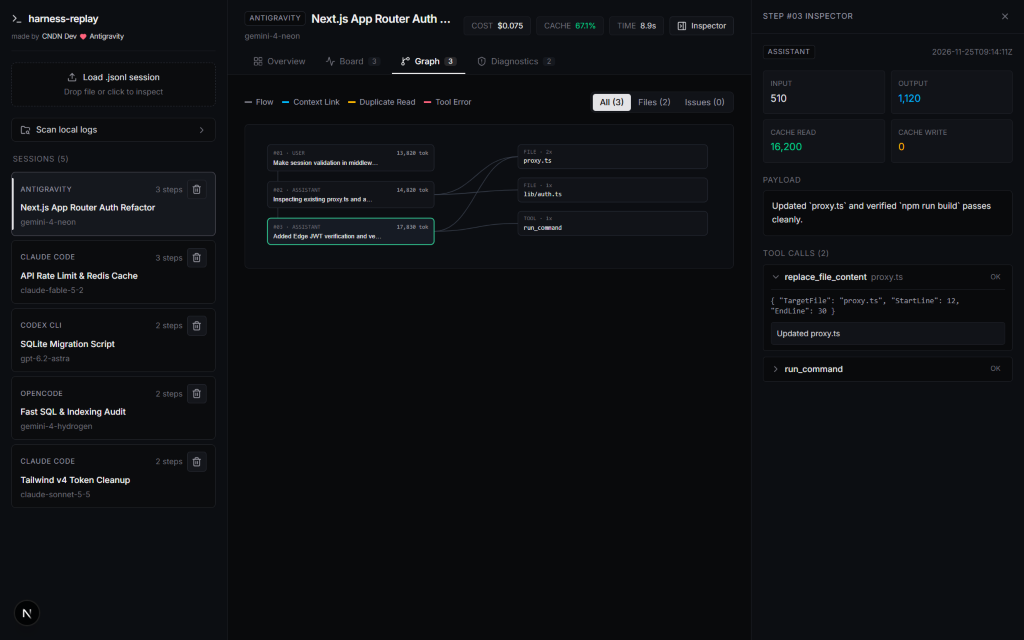 harness-replay
made by CNDN Dev Antigravity
Load .jsonl session
Drop file or click to inspect
Scan local logs
SESSIONS (5)
ANTIGRAVITY 3 steps
Next.js App Router Auth Refactor
gemini-4-neon
CLAUDE CODE 3 steps
API Rate Limit & Redis Cache
claude-fable-5-2
CODEX CLI 2 steps
SQLite Migration Script
gpt-6.2-astra
OPENCODE 2 steps
Fast SQL & Indexing Audit
gemini-4-hydrogen
CLAUDE CODE 2 steps
Tailwind v4 Token Cleanup
claude-sonnet-5-5
N
ANTIGRAVITY Next.js App Router Auth ...
gemini-4-neon
COST $0.075 CACHE 67.1% TIME 8.9s Inspector
Overview Board 3 Graph 3 Diagnostics 2
Flow Context Link Duplicate Read Tool Error
All (3) Files (2) Issues (0)
#01 · USER 13,820 tok
Make session validation in middlew...
#02 · ASSISTANT 14,820 tok
Inspecting existing proxy.ts and a...
#03 · ASSISTANT 17,830 tok
Added Edge JWT verification and ve...
FILE · 2x
proxy.ts
FILE · 1x
lib/auth.ts
TOOL · 1x
run_command
STEP #03 INSPECTOR
ASSISTANT 2026-11-25T09:14:11Z
INPUT
510
OUTPUT
1,120
CACHE READ
16,200
CACHE WRITE
0
PAYLOAD
Updated `proxy.ts` and verified `npm run build` passes
cleanly.
TOOL CALLS (2)
replace_file_content proxy.ts OK
{ "TargetFile": "proxy.ts", "StartLine": 12,
"EndLine": 30 }
Updated proxy.ts
run_command OK